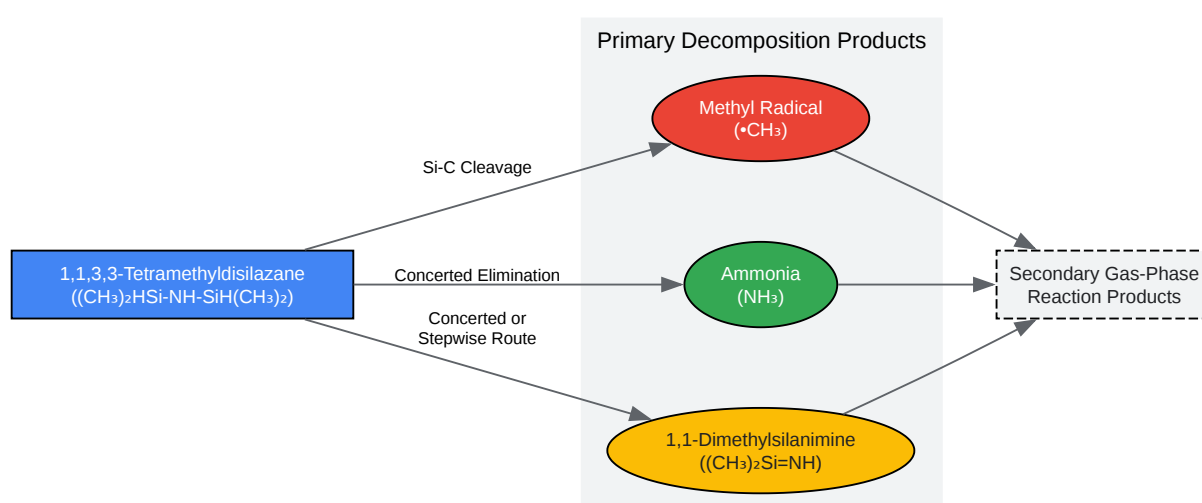 Primary Decomposition Products
Methyl Radical
(•CH₃)
Si-C Cleavage
1,1,3,3-Tetramethyldisilazane
((CH₃)₂HSi-NH-SiH(CH₃)₂)
Concerted Elimination
Ammonia
(NH₃)
Secondary Gas-Phase
Reaction Products
Concerted or
Stepwise Route
1,1-Dimethylsilanimine
((CH₃)₂Si=NH)